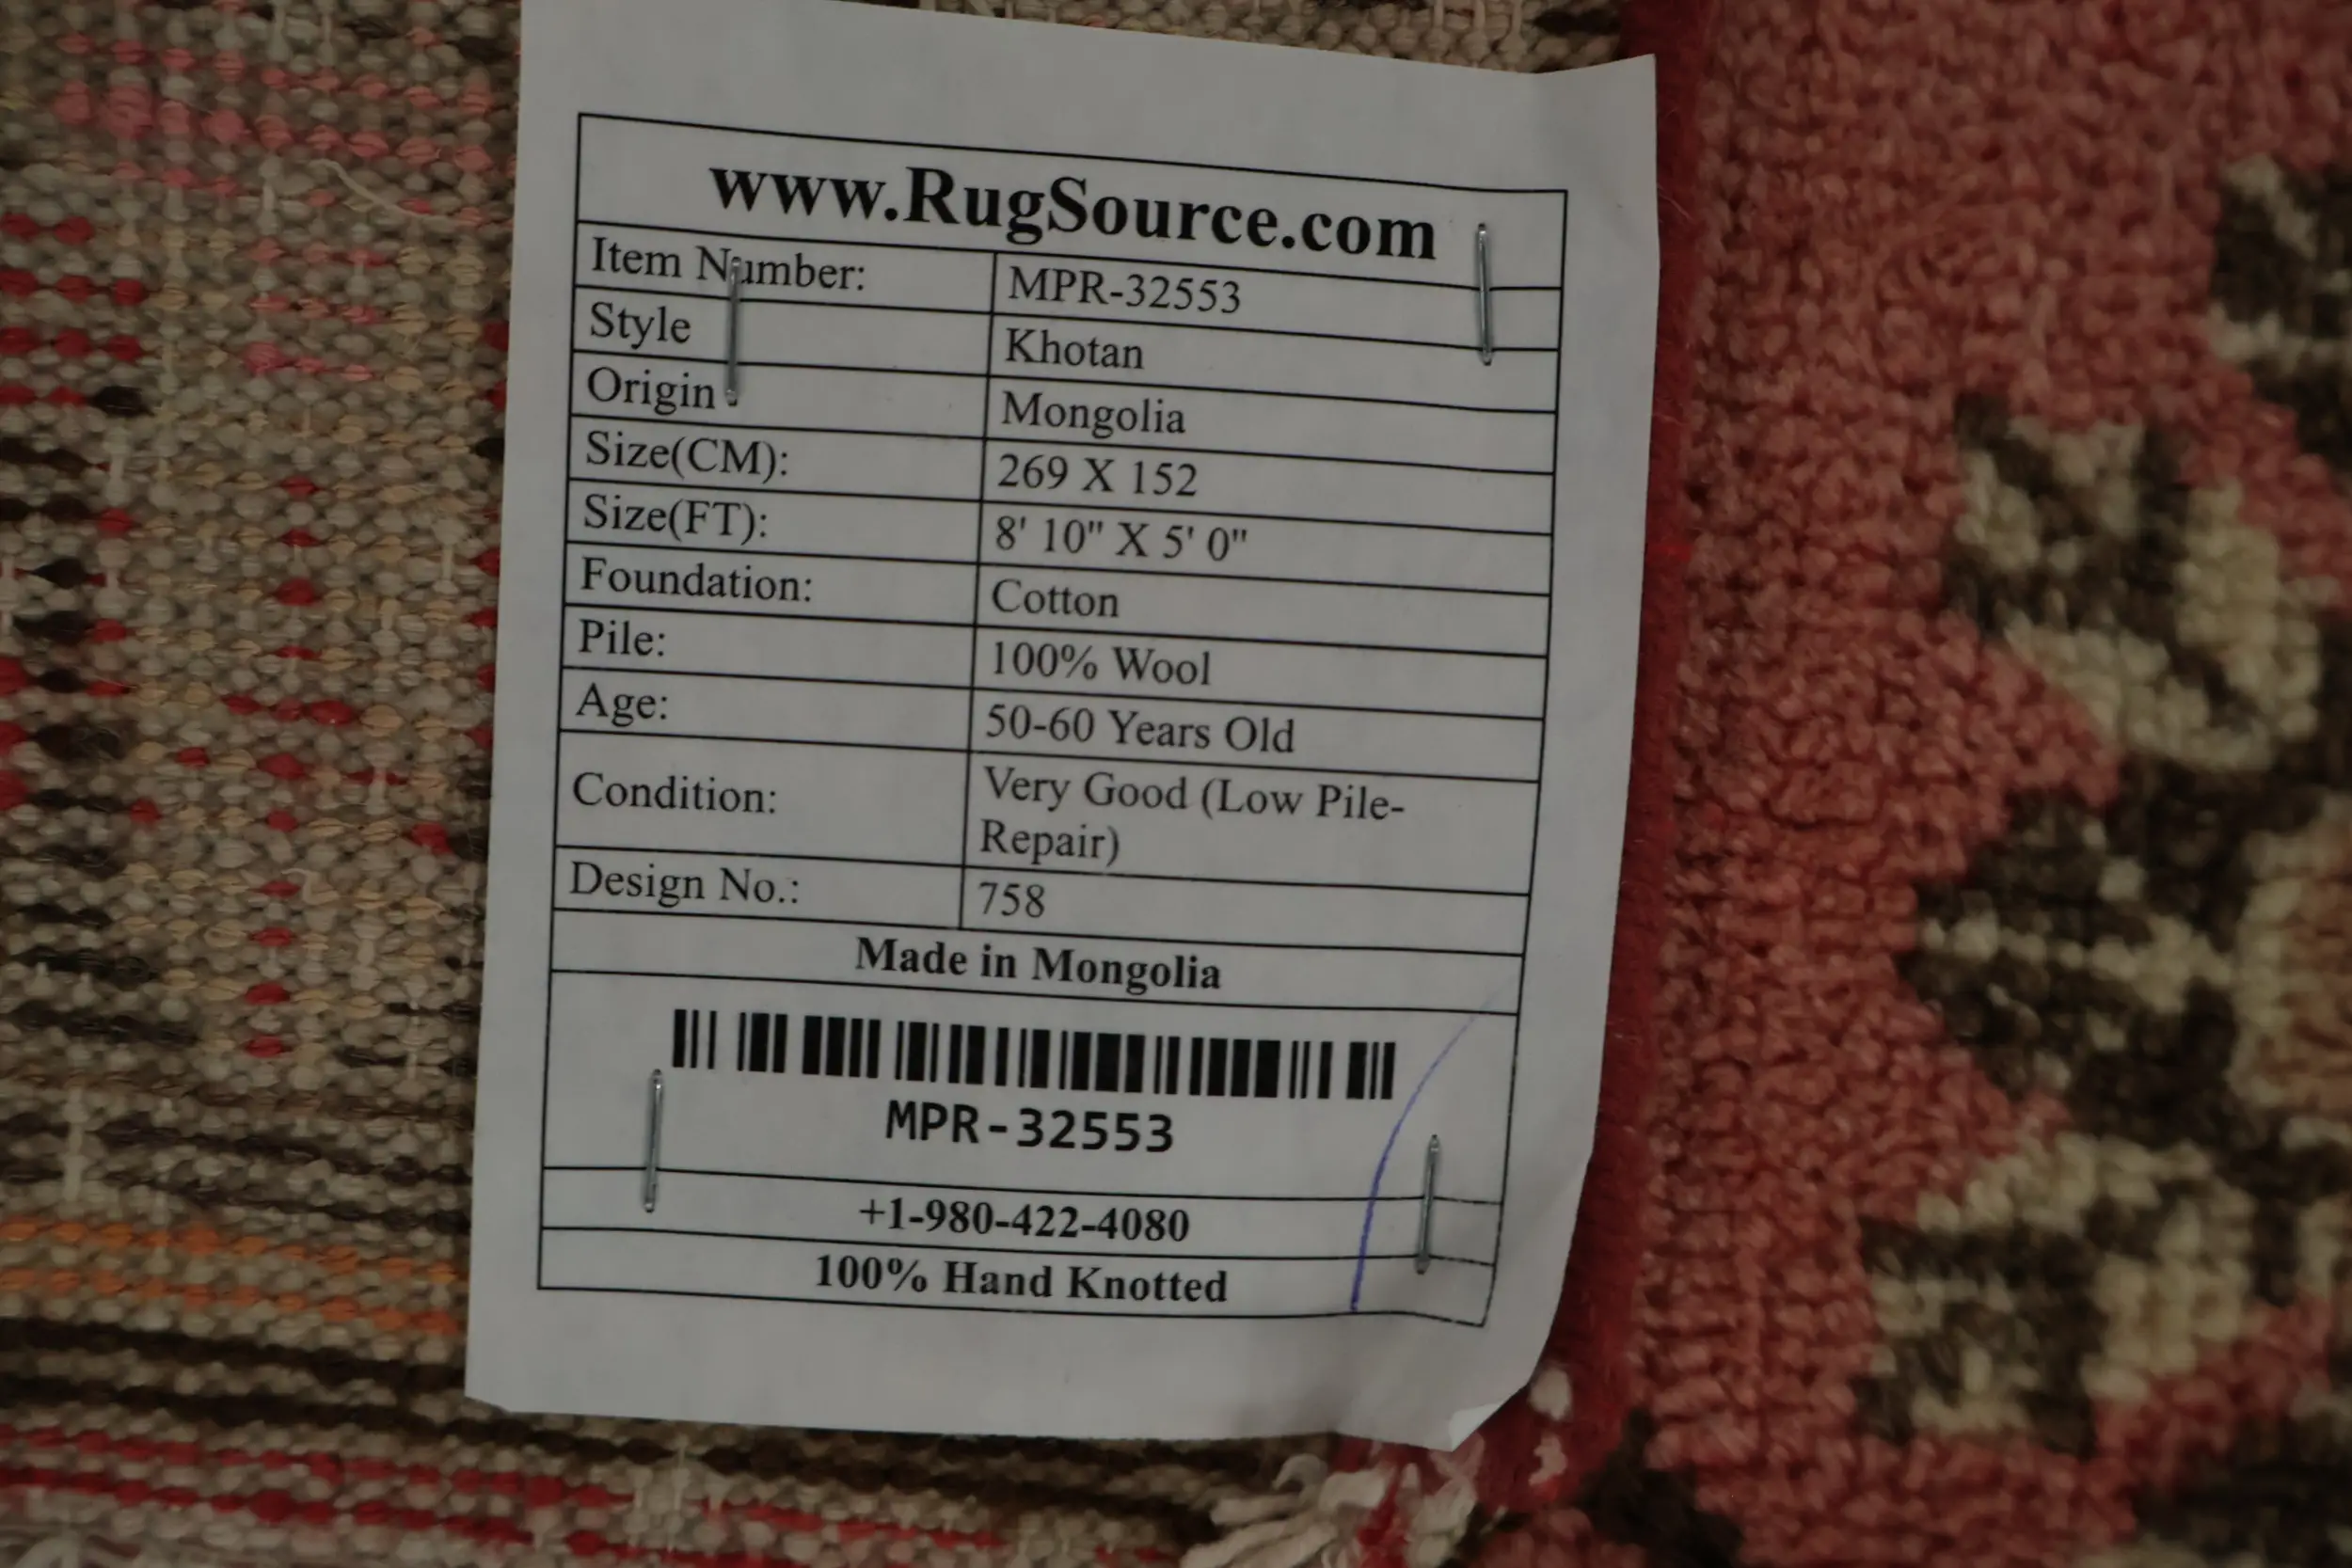 www.RugSource.com
Item Number: MPR-32553
Style Khotan
Origin Mongolia
Size(CM): 269 X 152
Size(FT): 8' 10" X 5' 0"
Foundation: Cotton
Pile: 100% Wool
Age: 50-60 Years Old
Condition: Very Good (Low Pile-
Repair)
Design No.: 758
Made in Mongolia
MPR-32553
+1-980-422-4080
100% Hand Knotted